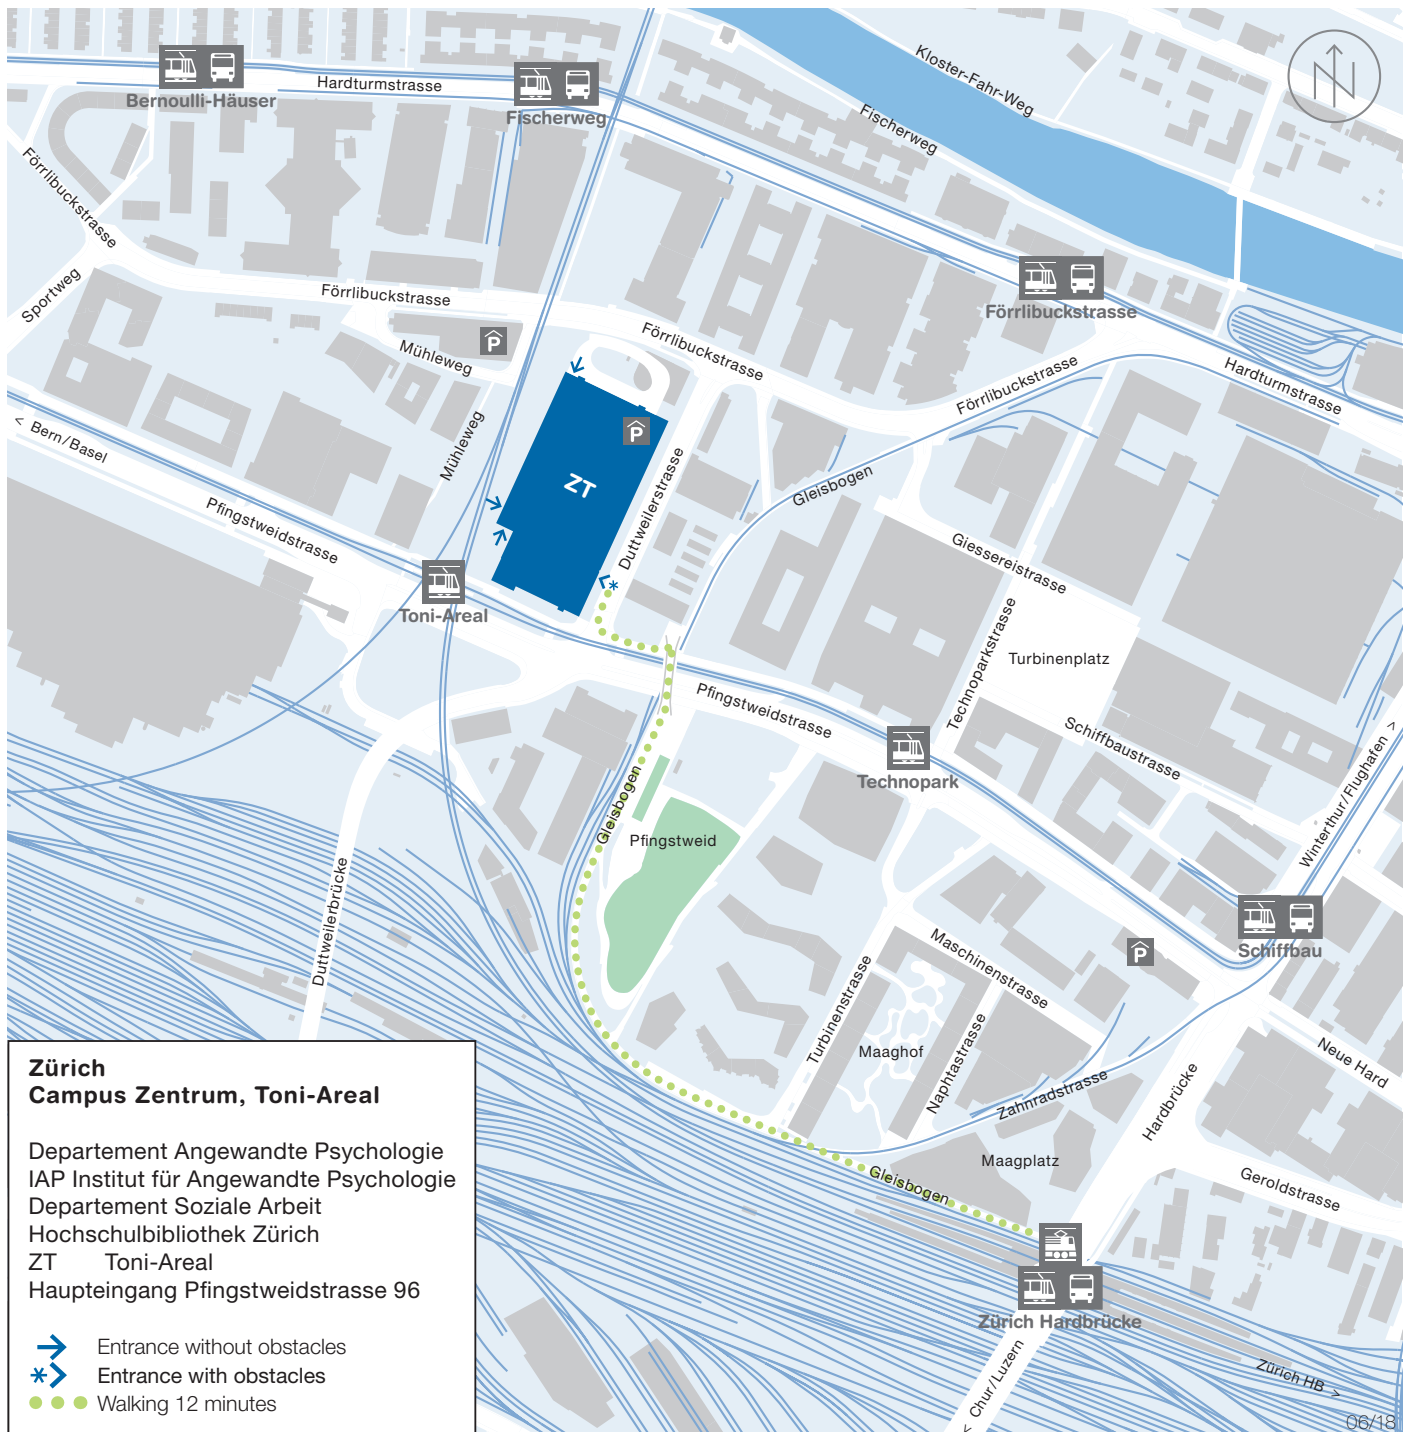 Kloster-Fahr-Weg
Hardturmstrasse
Bernoulli-Häuser
Fischerweg
Fischerweg
Förrlibuckstrasse
Sportweg
Förrlibuckstrasse
Förrlibuckstrasse
Förrlibuckstrasse
Mühleweg
P
Förrlibuckstrasse
Hardturmstrasse
< Bern/Basel
Mühleweg
P
ZT
Duttweilerstrasse
Gleisbogen
Pfingstweidstrasse
Giessereistrasse
*
Toni-Areal
Technoparkstrasse
Turbinenplatz
Pfingstweidstrasse
Schiffbaustrasse
Technopark
Winterthur/Flughafen >
Gleisbogen
Pfingstweid
Duttweilerbrücke
Schiffbau
P
Maschinenstrasse
Turbinenstrasse
Maaghof
Naphtastrasse
Zahnradstrasse
Neue Hard
Hardbrücke
Maagplatz
Gleisbogen
Geroldstrasse
Zürich Hardbrücke
< Chur/Luzern
Zürich HB >
Zürich
Campus Zentrum, Toni-Areal
Departement Angewandte Psychologie
IAP Institut für Angewandte Psychologie
Departement Soziale Arbeit
Hochschulbibliothek Zürich
ZT Toni-Areal
Haupteingang Pfingstweidstrasse 96
Entrance without obstacles
* Entrance with obstacles
Walking 12 minutes
06/18
N